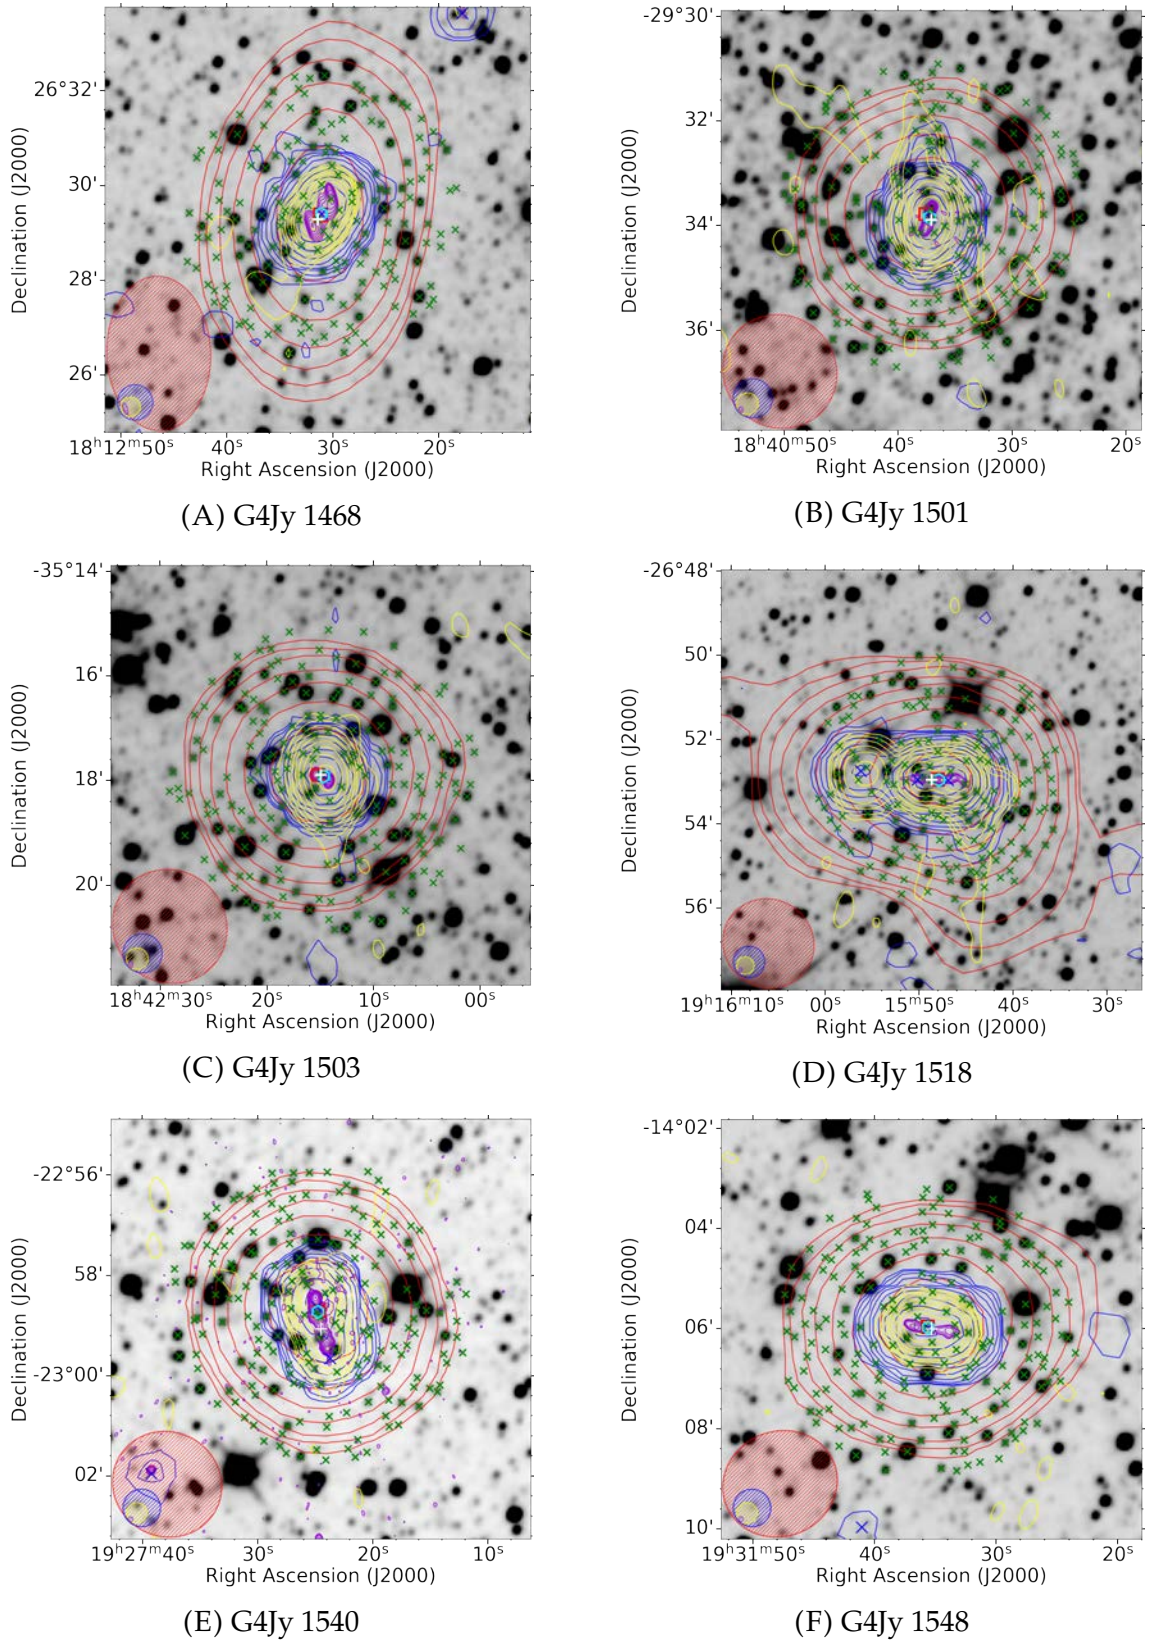 26°32'
30'
28'
26'
Declination (J2000)
18ʰ12ᵐ50ˢ
40ˢ
30ˢ
20ˢ
Right Ascension (J2000)
(A) G4Jy 1468
-29°30'
32'
34'
36'
Declination (J2000)
18ʰ40ᵐ50ˢ
40ˢ
30ˢ
20ˢ
Right Ascension (J2000)
(B) G4Jy 1501
-35°14'
16'
18'
20'
Declination (J2000)
18ʰ42ᵐ30ˢ
20ˢ
10ˢ
00ˢ
Right Ascension (J2000)
(C) G4Jy 1503
-26°48'
50'
52'
54'
56'
Declination (J2000)
19ʰ16ᵐ10ˢ
00ˢ
15ᵐ50ˢ
40ˢ
30ˢ
Right Ascension (J2000)
(D) G4Jy 1518
-22°56'
58'
-23°00'
02'
Declination (J2000)
19ʰ27ᵐ40ˢ
30ˢ
20ˢ
10ˢ
Right Ascension (J2000)
(E) G4Jy 1540
-14°02'
04'
06'
08'
10'
Declination (J2000)
19ʰ31ᵐ50ˢ
40ˢ
30ˢ
20ˢ
Right Ascension (J2000)
(F) G4Jy 1548